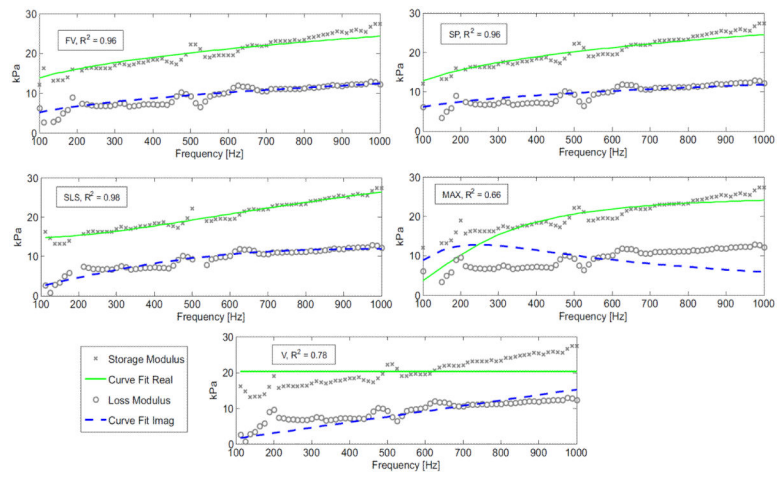 FV, R² = 0.96
30
20
10
0
kPa
100 200 300 400 500 600 700 800 900 1000
Frequency [Hz]
SP, R² = 0.96
30
20
10
0
kPa
100 200 300 400 500 600 700 800 900 1000
Frequency [Hz]
SLS, R² = 0.98
30
20
10
0
kPa
100 200 300 400 500 600 700 800 900 1000
Frequency [Hz]
MAX, R² = 0.66
30
20
10
0
kPa
100 200 300 400 500 600 700 800 900 1000
Frequency [Hz]
Storage Modulus
Curve Fit Real
Loss Modulus
Curve Fit Imag
V, R² = 0.78
30
20
10
0
kPa
100 200 300 400 500 600 700 800 900 1000
Frequency [Hz]